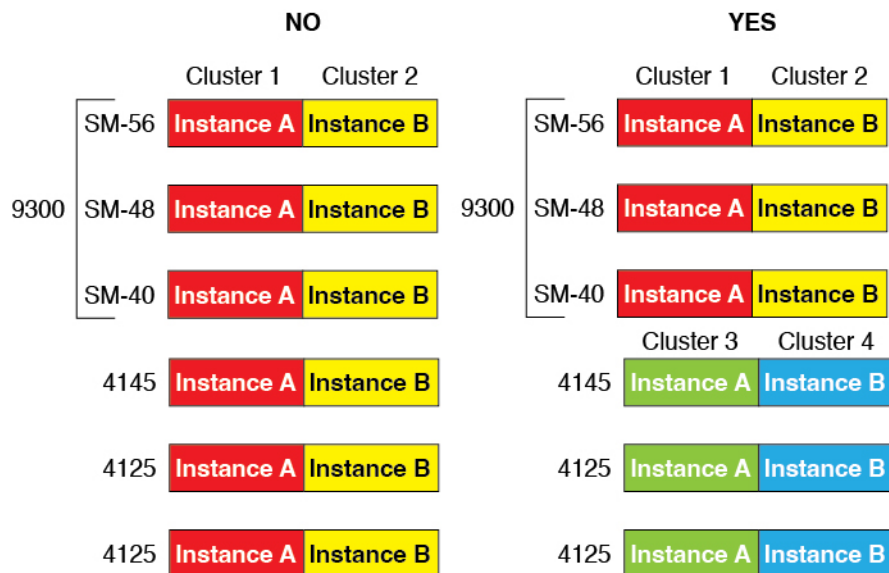 NO YES
Cluster 1 Cluster 2 Cluster 1 Cluster 2
SM-56 Instance A Instance B SM-56 Instance A Instance B
9300 SM-48 Instance A Instance B 9300 SM-48 Instance A Instance B
SM-40 Instance A Instance B SM-40 Instance A Instance B
Cluster 3 Cluster 4
4145 Instance A Instance B 4145 Instance A Instance B
4125 Instance A Instance B 4125 Instance A Instance B
4125 Instance A Instance B 4125 Instance A Instance B